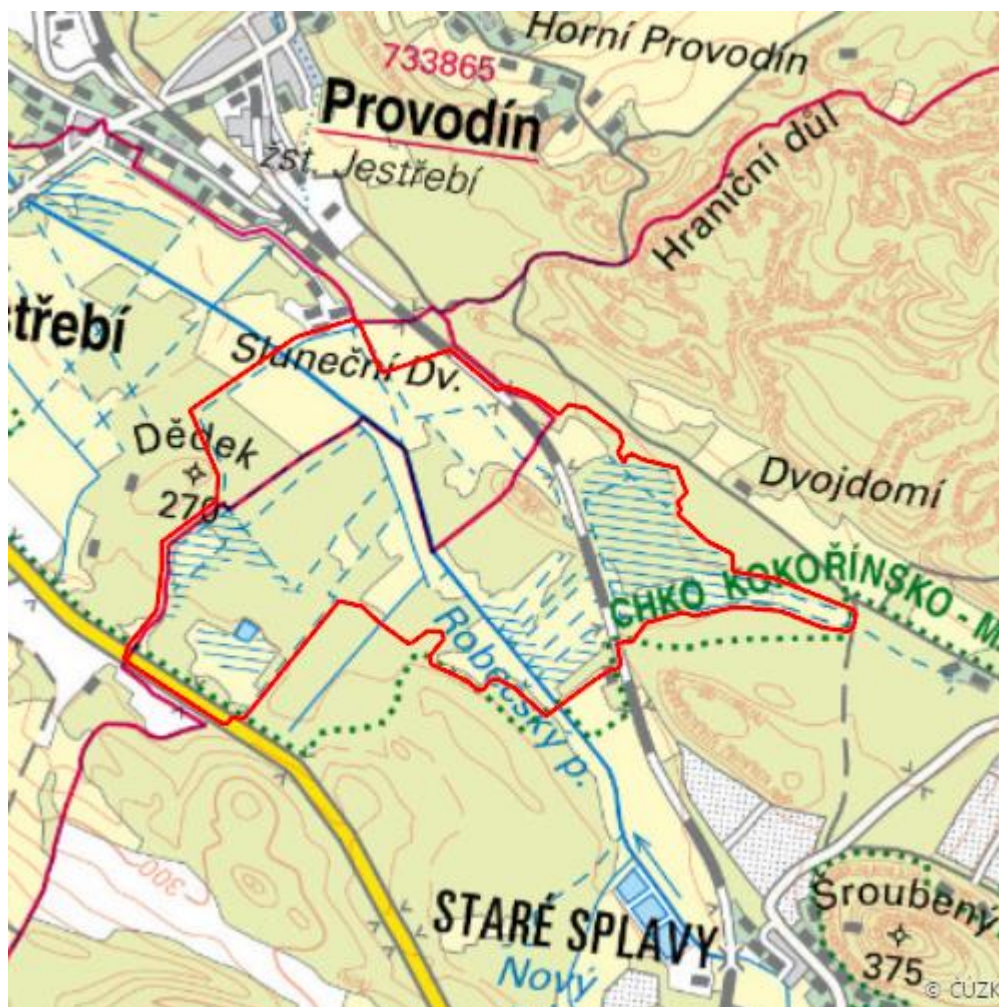 Horní Provodín
733865
Provodín
žst. Jestřebí
Hraniční důl
třebí
Sluneční Dv.
Dědek
270
Dvojdomí
CHKO KOKOŘÍNSKO - M
Robečský p.
300
STARÉ SPLAVY
Nový
Šroubený
375
© ČÚZK